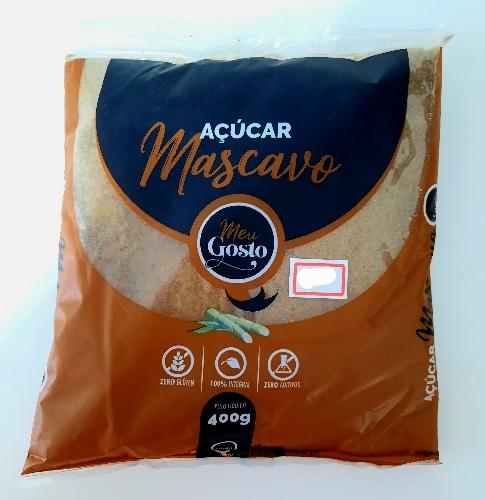 AÇÚCAR
Mascavo
Meu
Gosto
ZERO GLÚTEN
100% INTEGRAL
ZERO ADITIVOS
PESO LÍQUIDO
400g
AÇÚCAR